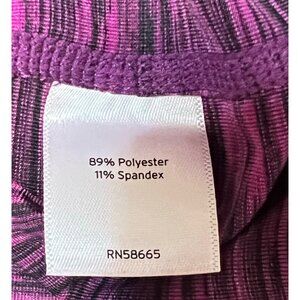 89% Polyester
11% Spandex
RN58665